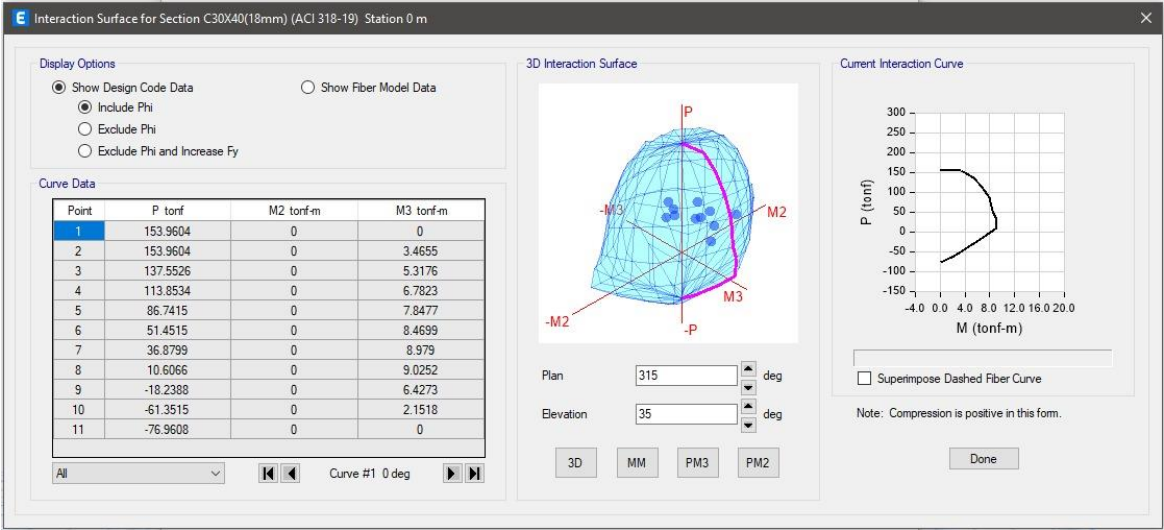 E Interaction Surface for Section C30X40(18mm) (ACI 318-19) Station 0 m
Display Options
Show Design Code Data Show Fiber Model Data
Include Phi
Exclude Phi
Exclude Phi and Increase Fy
Curve Data
Point P tonf M2 tonf-m M3 tonf-m
1 153.9604 0 0
2 153.9604 0 3.4655
3 137.5526 0 5.3176
4 113.8534 0 6.7823
5 86.7415 0 7.8477
6 51.4515 0 8.4699
7 36.8799 0 8.979
8 10.6066 0 9.0252
9 -18.2388 0 6.4273
10 -61.3515 0 2.1518
11 -76.9608 0 0
All Curve #1 0 deg
3D Interaction Surface
P
-M3 M2
M3
-M2
-P
Plan 315 deg
Elevation 35 deg
3D MM PM3 PM2
Current Interaction Curve
300
250
200
150
100
50
0
-50
-100
-150
P (tonf)
-4.0 0.0 4.0 8.0 12.0 16.0 20.0
M (tonf-m)
Superimpose Dashed Fiber Curve
Note: Compression is positive in this form.
Done